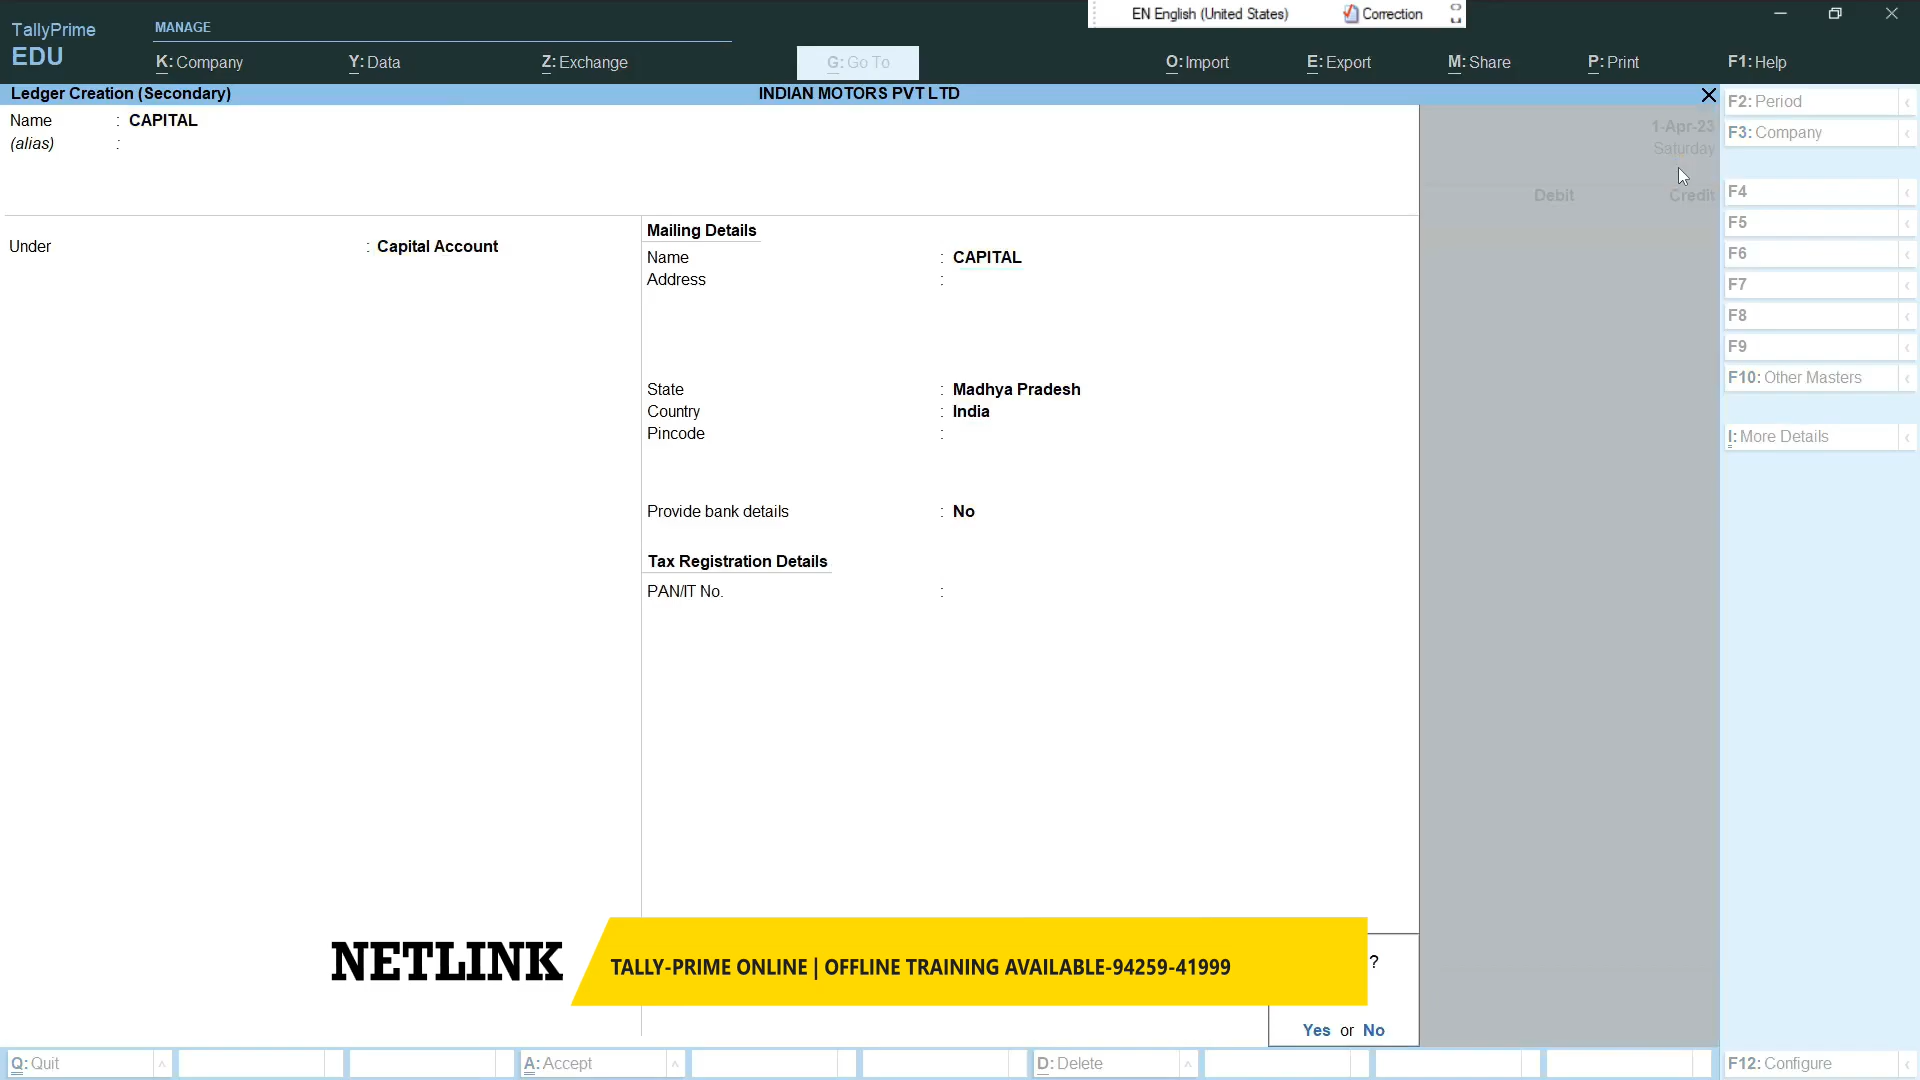 EN English (United States) Correction
TallyPrime
EDU
MANAGE
K: Company Y: Data Z: Exchange G: Go To O: Import E: Export M: Share P: Print F1: Help
Ledger Creation (Secondary) INDIAN MOTORS PVT LTD
Name : CAPITAL
(alias) :
Under : Capital Account
Mailing Details
Name : CAPITAL
Address :
State : Madhya Pradesh
Country : India
Pincode :
Provide bank details : No
Tax Registration Details
PAN/IT No. :
1-Apr-23
Saturday
Debit Credit
F2: Period
F3: Company
F4
F5
F6
F7
F8
F9
F10: Other Masters
I: More Details
NETLINK
TALLY-PRIME ONLINE | OFFLINE TRAINING AVAILABLE-94259-41999
?
Yes or No
Q: Quit A: Accept D: Delete F12: Configure